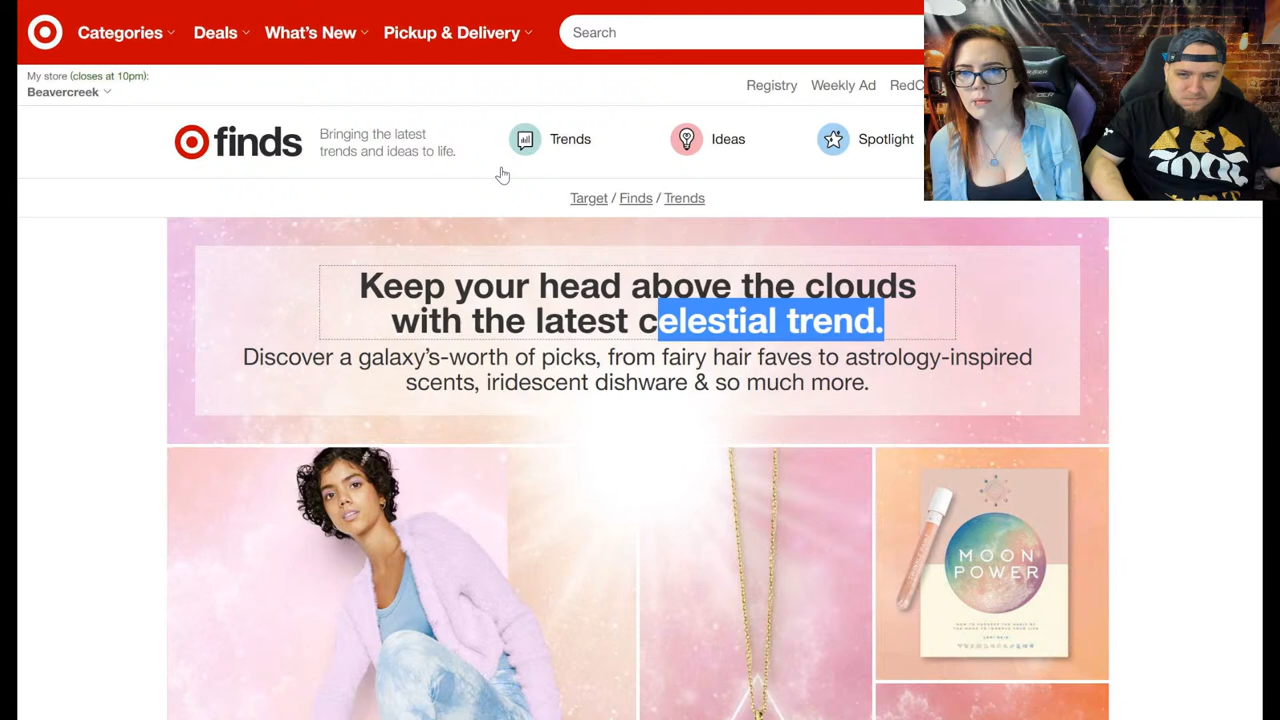 Categories
Deals
What's New
Pickup & Delivery
Search
My store (closes at 10pm):
Beavercreek
Registry
Weekly Ad
RedC
finds
Bringing the latest
trends and ideas to life.
Trends
Ideas
Spotlight
Target / Finds / Trends
Keep your head above the clouds
with the latest celestial trend.
Discover a galaxy's-worth of picks, from fairy hair faves to astrology-inspired
scents, iridescent dishware & so much more.
MOON
POWER